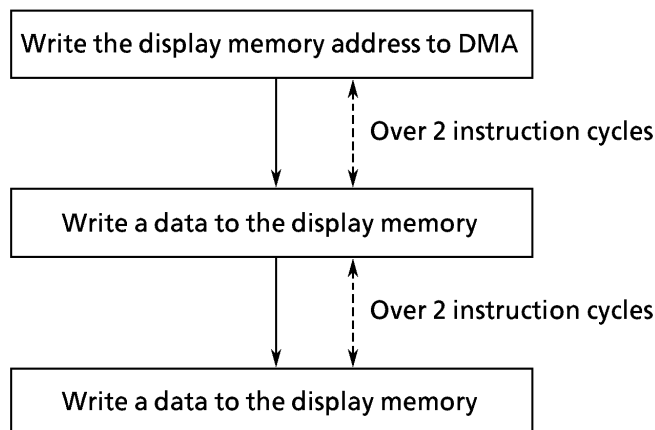 Write the display memory address to DMA
Over 2 instruction cycles
Write a data to the display memory
Over 2 instruction cycles
Write a data to the display memory